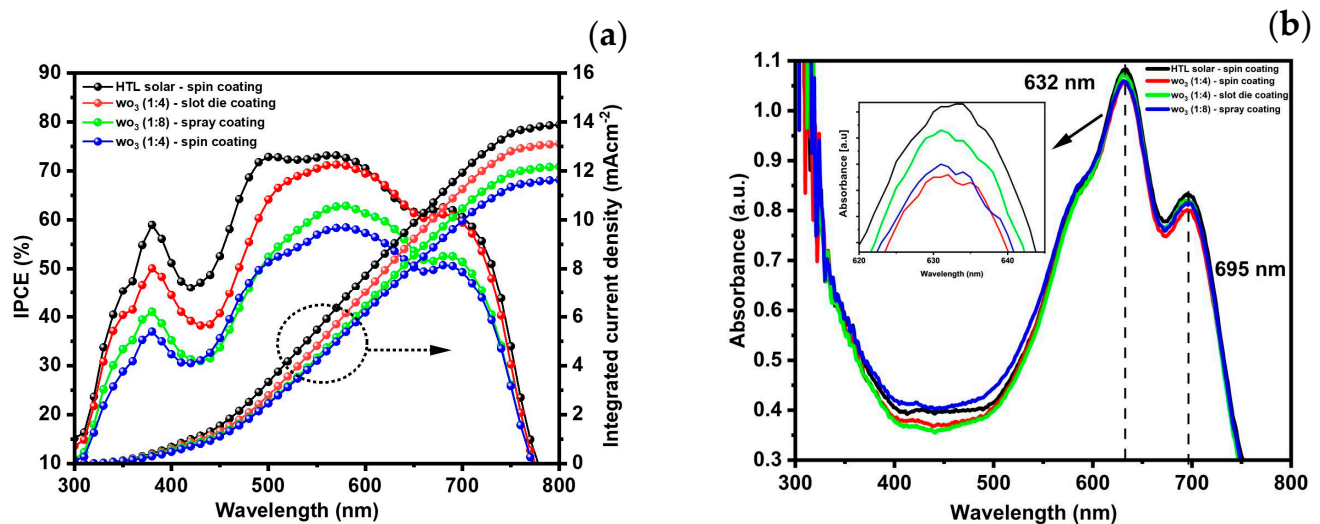 (a)
90
80
70
60
50
40
30
20
10
IPCE (%)
HTL solar - spin coating
wo₃ (1:4) - slot die coating
wo₃ (1:8) - spray coating
wo₃ (1:4) - spin coating
16
14
12
10
8
6
4
2
0
Integrated current density (mAcm⁻²)
300 400 500 600 700 800
Wavelength (nm)
(b)
1.1
1.0
0.9
0.8
0.7
0.6
0.5
0.4
0.3
Absorbance (a.u.)
632 nm
HTL solar - spin coating
wo₃ (1:4) - spin coating
wo₃ (1:4) - slot die coating
wo₃ (1:8) - spray coating
Absorbance [a.u]
620 630 640
Wavelength (nm)
695 nm
300 400 500 600 700 800
Wavelength (nm)